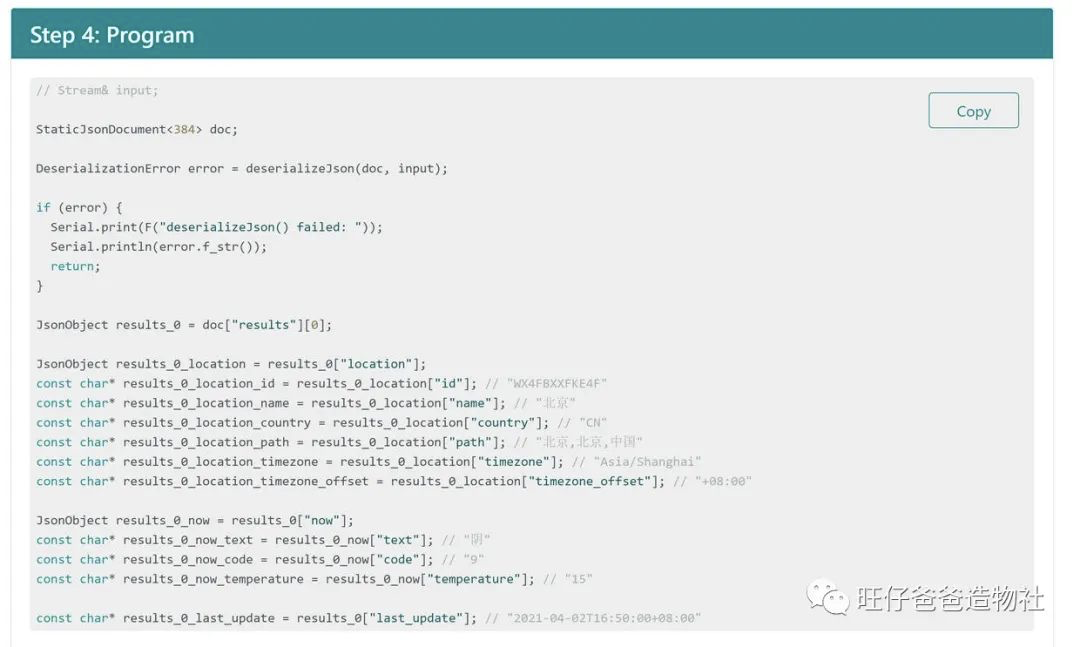 Step 4: Program
// Stream& input;
Copy
StaticJsonDocument<384> doc;
DeserializationError error = deserializeJson(doc, input);
if (error) {
  Serial.print(F("deserializeJson() failed: "));
  Serial.println(error.f_str());
  return;
}
JsonObject results_0 = doc["results"][0];
JsonObject results_0_location = results_0["location"];
const char* results_0_location_id = results_0_location["id"]; // "WX4FBXXFKE4F"
const char* results_0_location_name = results_0_location["name"]; // "北京"
const char* results_0_location_country = results_0_location["country"]; // "CN"
const char* results_0_location_path = results_0_location["path"]; // "北京,北京,中国"
const char* results_0_location_timezone = results_0_location["timezone"]; // "Asia/Shanghai"
const char* results_0_location_timezone_offset = results_0_location["timezone_offset"]; // "+08:00"
JsonObject results_0_now = results_0["now"];
const char* results_0_now_text = results_0_now["text"]; // "阴"
const char* results_0_now_code = results_0_now["code"]; // "9"
const char* results_0_now_temperature = results_0_now["temperature"]; // "15"
const char* results_0_last_update = results_0["last_update"]; // "2021-04-02T16:50:00+08:00"
旺仔爸爸造物社